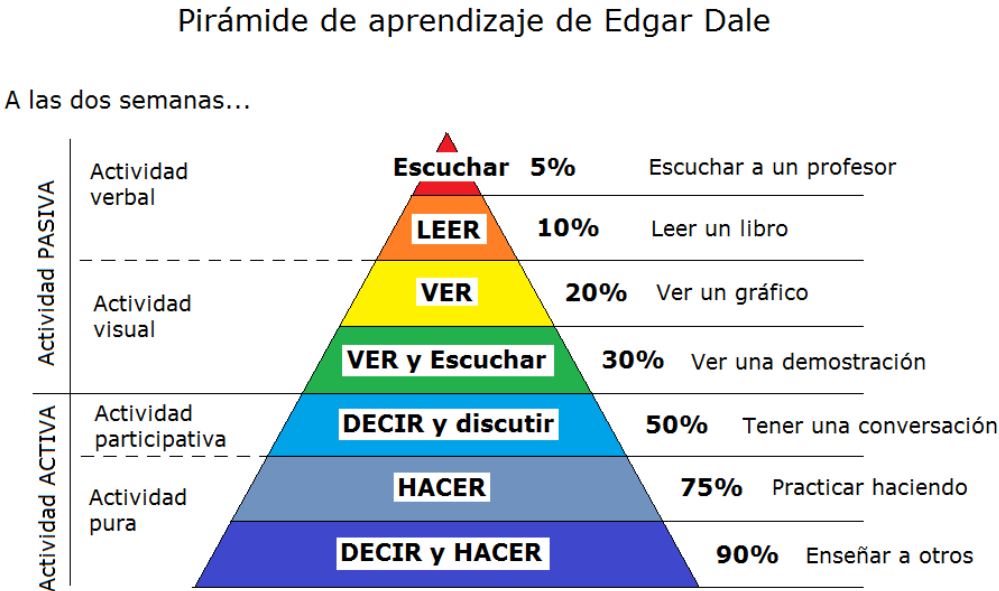 Pirámide de aprendizaje de Edgar Dale
A las dos semanas...
Actividad PASIVA
Actividad
verbal
Escuchar 5% Escuchar a un profesor
LEER 10% Leer un libro
Actividad
visual
VER 20% Ver un gráfico
VER y Escuchar 30% Ver una demostración
Actividad ACTIVA
Actividad
participativa
DECIR y discutir 50% Tener una conversación
Actividad
pura
HACER 75% Practicar haciendo
DECIR y HACER 90% Enseñar a otros